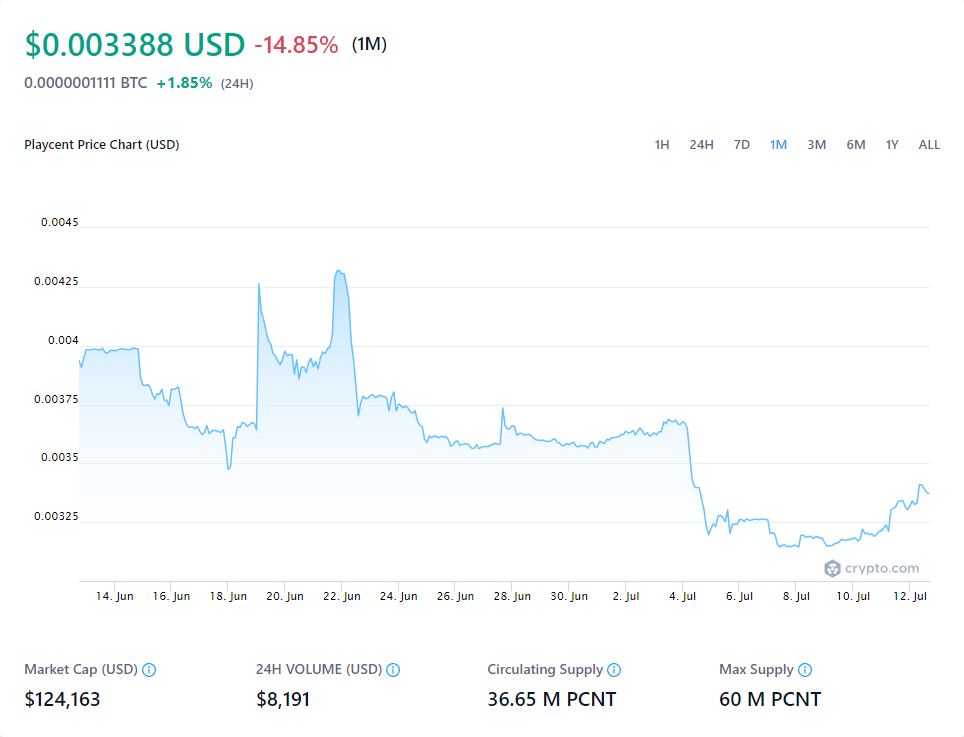 $0.003388 USD -14.85% (1M)
0.0000001111 BTC +1.85% (24H)
Playcent Price Chart (USD) 1H 24H 7D 1M 3M 6M 1Y ALL
0.0045
0.00425
0.004
0.00375
0.0035
0.00325
crypto.com
14. Jun 16. Jun 18. Jun 20. Jun 22. Jun 24. Jun 26. Jun 28. Jun 30. Jun 2. Jul 4. Jul 6. Jul 8. Jul 10. Jul 12. Jul
Market Cap (USD) 24H VOLUME (USD) Circulating Supply Max Supply
$124,163 $8,191 36.65 M PCNT 60 M PCNT